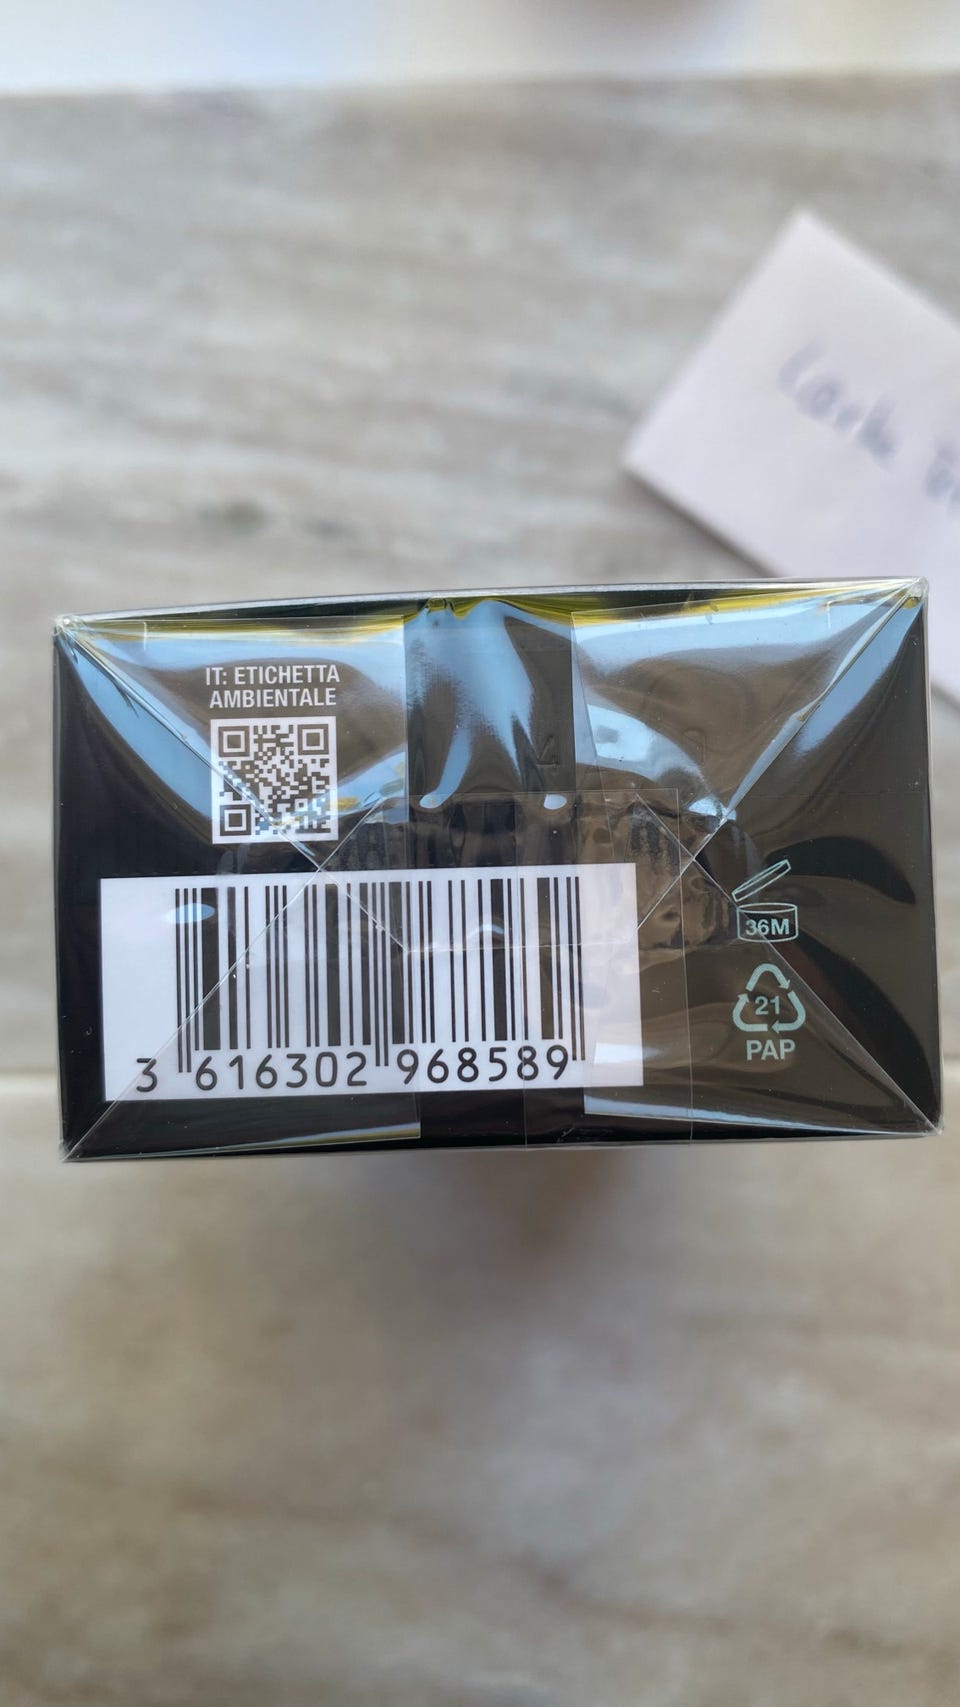 IT: ETICHETTA
AMBIENTALE
36M
21
PAP
3 616302 968589